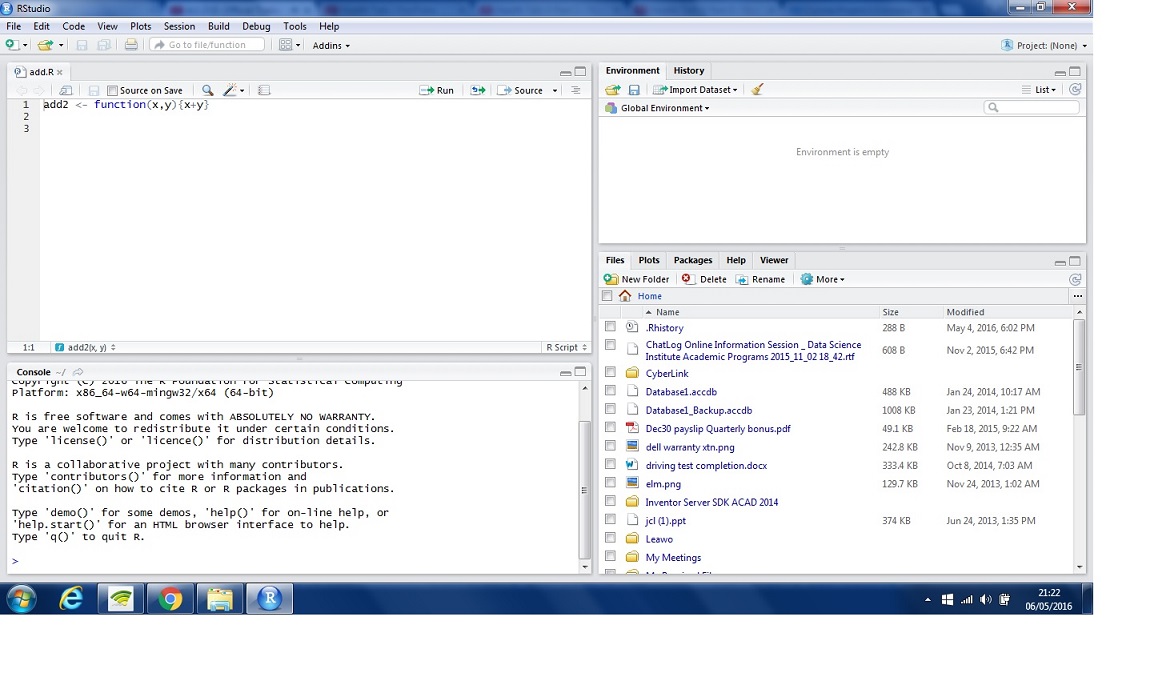 RStudio
File Edit Code View Plots Session Build Debug Tools Help
Go to file/function Addins Project: (None)
add.R
Source on Save Run Source
1 add2 <- function(x,y){x+y}
2
3
1:1 add2(x, y) R Script
Console ~/
Copyright (C) 2016 The R Foundation for Statistical Computing
Platform: x86_64-w64-mingw32/x64 (64-bit)
R is free software and comes with ABSOLUTELY NO WARRANTY.
You are welcome to redistribute it under certain conditions.
Type 'license()' or 'licence()' for distribution details.
R is a collaborative project with many contributors.
Type 'contributors()' for more information and
'citation()' on how to cite R or R packages in publications.
Type 'demo()' for some demos, 'help()' for on-line help, or
'help.start()' for an HTML browser interface to help.
Type 'q()' to quit R.
>
Environment History
Import Dataset List
Global Environment
Environment is empty
Files Plots Packages Help Viewer
New Folder Delete Rename More
Home ...
Name Size Modified
.Rhistory 288 B May 4, 2016, 6:02 PM
ChatLog Online Information Session _ Data Science
Institute Academic Programs 2015_11_02 18_42.rtf 608 B Nov 2, 2015, 6:42 PM
CyberLink
Database1.accdb 488 KB Jan 24, 2014, 10:17 AM
Database1_Backup.accdb 1008 KB Jan 23, 2014, 1:21 PM
Dec30 payslip Quarterly bonus.pdf 49.1 KB Feb 18, 2015, 9:22 AM
dell warranty xtn.png 242.8 KB Nov 9, 2013, 12:35 AM
driving test completion.docx 333.4 KB Oct 8, 2014, 7:03 AM
elm.png 129.7 KB Nov 24, 2013, 1:02 AM
Inventor Server SDK ACAD 2014
jcl (1).ppt 374 KB Jun 24, 2013, 1:35 PM
Leawo
My Meetings
21:22
06/05/2016